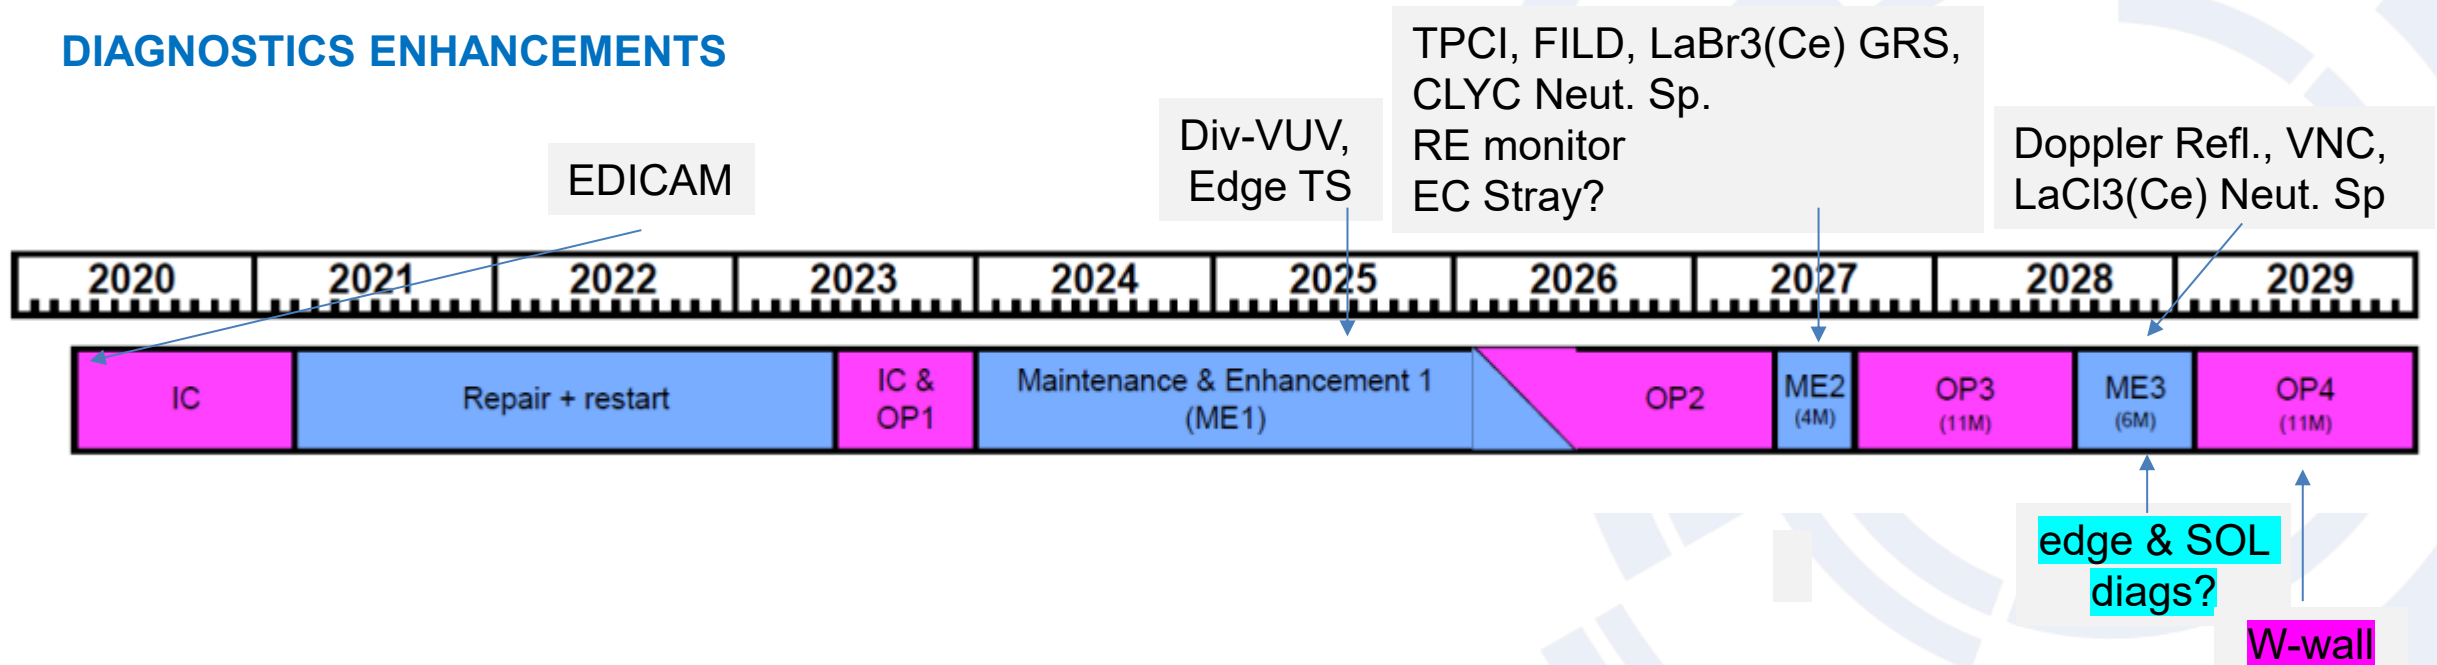 DIAGNOSTICS ENHANCEMENTS
EDICAM
Div-VUV,
Edge TS
TPCI, FILD, LaBr3(Ce) GRS,
CLYC Neut. Sp.
RE monitor
EC Stray?
Doppler Refl., VNC,
LaCl3(Ce) Neut. Sp
2020 2021 2022 2023 2024 2025 2026 2027 2028 2029
IC
Repair + restart
IC &
OP1
Maintenance & Enhancement 1
(ME1)
OP2
ME2
(4M)
OP3
(11M)
ME3
(6M)
OP4
(11M)
edge & SOL
diags?
W-wall